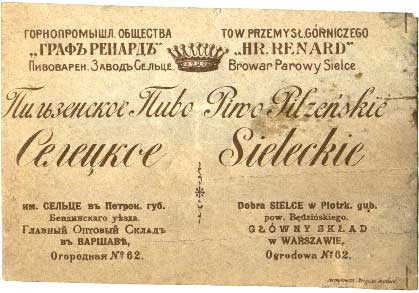 ГОРНОПРОМЫШЛ. ОБЩЕСТВА
„ГРАФЪ РЕНАРДЪ“
ПИВОВАРЕН. ЗАВОДЪ СЕЛЬЦЕ.
Пильзенское Пиво
Селецкое
им. СЕЛЬЦЕ въ Петрок. губ.
Бендинскаго уѣзда.
ГЛАВНЫЙ ОПТОВЫЙ СКЛАДЪ
въ ВАРШАВѢ,
Огородная № 62.
TOW PRZEMYSŁ. GÓRNICZEGO
„HR. RENARD“
Browar Parowy Sielce.
Piwo Pilzeńskie
Sieleckie
Dobra SIELCE w Piotrk. gub.
pow. Będzińskiego.
GŁÓWNY SKŁAD
w WARSZAWIE,
Ogrodowa № 62.